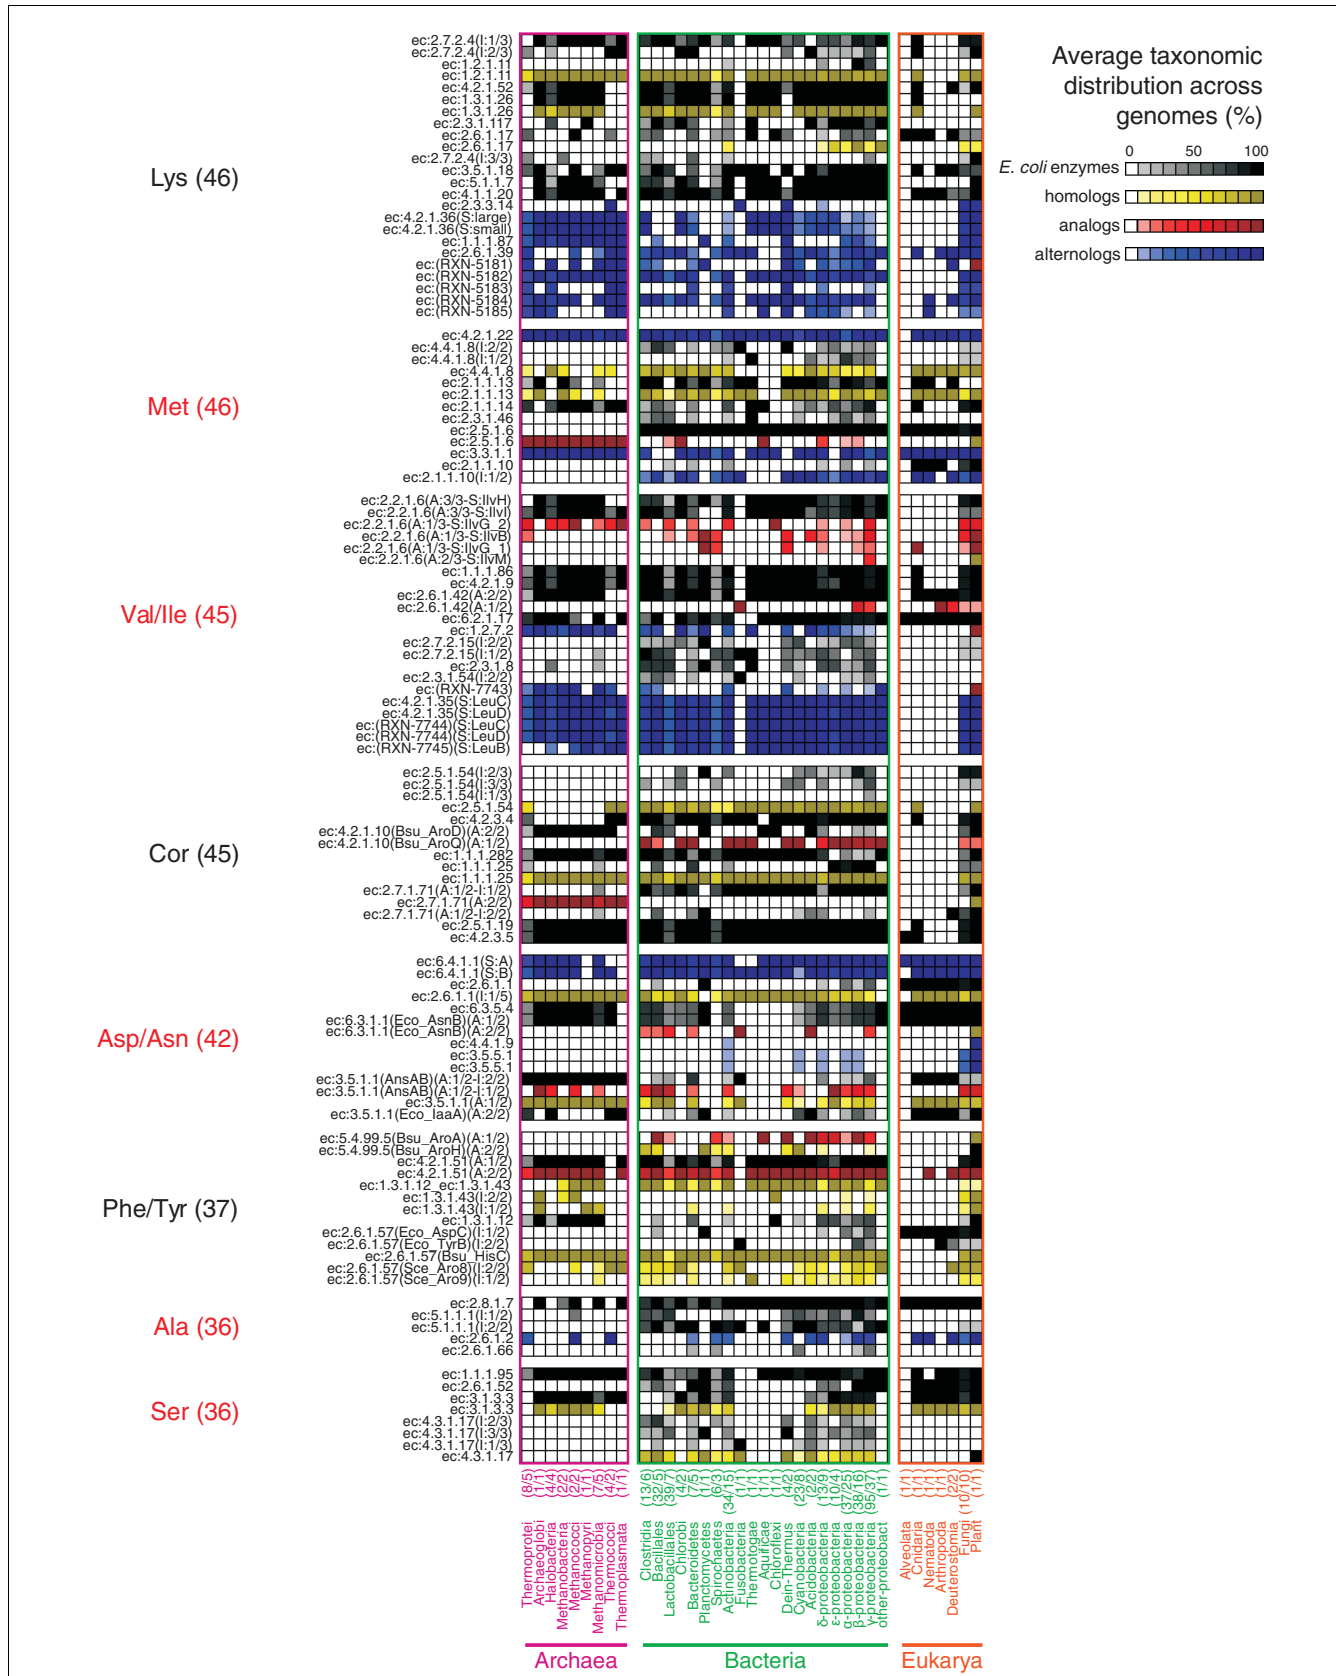 Average taxonomic
distribution across
genomes (%)
0 50 100
E. coli enzymes
homologs
analogs
alternologs
Lys (46)
ec:2.7.2.4(I:1/3)
ec:2.7.2.4(I:2/3)
ec:1.2.1.11
ec:1.2.1.11
ec:4.2.1.52
ec:1.3.1.26
ec:1.3.1.26
ec:2.3.1.117
ec:2.6.1.17
ec:2.6.1.17
ec:2.7.2.4(I:3/3)
ec:3.5.1.18
ec:5.1.1.7
ec:4.1.1.20
ec:2.3.3.14
ec:4.2.1.36(S:large)
ec:4.2.1.36(S:small)
ec:1.1.1.87
ec:2.6.1.39
ec:(RXN-5181)
ec:(RXN-5182)
ec:(RXN-5183)
ec:(RXN-5184)
ec:(RXN-5185)
Met (46)
ec:4.2.1.22
ec:4.4.1.8(I:2/2)
ec:4.4.1.8(I:1/2)
ec:4.4.1.8
ec:2.1.1.13
ec:2.1.1.13
ec:2.1.1.14
ec:2.3.1.46
ec:2.5.1.6
ec:2.5.1.6
ec:3.3.1.1
ec:2.1.1.10
ec:2.1.1.10(I:1/2)
Val/Ile (45)
ec:2.2.1.6(A:3/3-S:IlvH)
ec:2.2.1.6(A:3/3-S:IlvI)
ec:2.2.1.6(A:1/3-S:IlvG_2)
ec:2.2.1.6(A:1/3-S:IlvB)
ec:2.2.1.6(A:1/3-S:IlvG_1)
ec:2.2.1.6(A:2/3-S:IlvM)
ec:1.1.1.86
ec:4.2.1.9
ec:2.6.1.42(A:2/2)
ec:2.6.1.42(A:1/2)
ec:6.2.1.17
ec:1.2.7.2
ec:2.7.2.15(I:2/2)
ec:2.7.2.15(I:1/2)
ec:2.3.1.8
ec:2.3.1.54(I:2/2)
ec:(RXN-7743)
ec:4.2.1.35(S:LeuC)
ec:4.2.1.35(S:LeuD)
ec:(RXN-7744)(S:LeuC)
ec:(RXN-7744)(S:LeuD)
ec:(RXN-7745)(S:LeuB)
Cor (45)
ec:2.5.1.54(I:2/3)
ec:2.5.1.54(I:3/3)
ec:2.5.1.54(I:1/3)
ec:2.5.1.54
ec:4.2.3.4
ec:4.2.1.10(Bsu_AroD)(A:2/2)
ec:4.2.1.10(Bsu_AroQ)(A:1/2)
ec:1.1.1.282
ec:1.1.1.25
ec:1.1.1.25
ec:2.7.1.71(A:1/2-I:1/2)
ec:2.7.1.71(A:2/2)
ec:2.7.1.71(A:1/2-I:2/2)
ec:2.5.1.19
ec:4.2.3.5
Asp/Asn (42)
ec:6.4.1.1(S:A)
ec:6.4.1.1(S:B)
ec:2.6.1.1
ec:2.6.1.1(I:1/5)
ec:6.3.5.4
ec:6.3.1.1(Eco_AsnB)(A:1/2)
ec:6.3.1.1(Eco_AsnB)(A:2/2)
ec:4.4.1.9
ec:3.5.5.1
ec:3.5.5.1
ec:3.5.1.1(AnsAB)(A:1/2-I:2/2)
ec:3.5.1.1(AnsAB)(A:1/2-I:1/2)
ec:3.5.1.1(A:1/2)
ec:3.5.1.1(Eco_IaaA)(A:2/2)
Phe/Tyr (37)
ec:5.4.99.5(Bsu_AroA)(A:1/2)
ec:5.4.99.5(Bsu_AroH)(A:2/2)
ec:4.2.1.51(A:1/2)
ec:4.2.1.51(A:2/2)
ec:1.3.1.12_ec:1.3.1.43
ec:1.3.1.43(I:2/2)
ec:1.3.1.43(I:1/2)
ec:1.3.1.12
ec:2.6.1.57(Eco_AspC)(I:1/2)
ec:2.6.1.57(Eco_TyrB)(I:2/2)
ec:2.6.1.57(Bsu_HisC)
ec:2.6.1.57(Sce_Aro8)(I:2/2)
ec:2.6.1.57(Sce_Aro9)(I:1/2)
Ala (36)
ec:2.8.1.7
ec:5.1.1.1(I:1/2)
ec:5.1.1.1(I:2/2)
ec:2.6.1.2
ec:2.6.1.66
Ser (36)
ec:1.1.1.95
ec:2.6.1.52
ec:3.1.3.3
ec:3.1.3.3
ec:4.3.1.17(I:2/3)
ec:4.3.1.17(I:3/3)
ec:4.3.1.17(I:1/3)
ec:4.3.1.17
Thermoprotei (8/5)
Archaeoglobi (1/1)
Halobacteria (4/4)
Methanobacteria (2/2)
Methanococci (2/2)
Methanopyri (1/1)
Methanomicrobia (7/5)
Thermococci (4/2)
Thermoplasmata (1/1)
Clostridia (13/6)
Bacillales (32/5)
Lactobacillales (39/7)
Chlorobi (4/2)
Bacteroidetes (7/5)
Planctomycetes (1/1)
Spirochaetes (6/3)
Actinobacteria (34/15)
Fusobacteria (1/1)
Thermotogae (1/1)
Aquificae (1/1)
Chloroflexi (1/1)
Dein-Thermus (4/2)
Cyanobacteria (23/8)
Acidobacteria (2/2)
δ-proteobacteria (13/9)
ε-proteobacteria (10/4)
α-proteobacteria (37/25)
β-proteobacteria (38/16)
γ-proteobacteria (95/37)
other-proteobact (1/1)
Alveolata (1/1)
Cnidaria (1/1)
Nematoda (1/1)
Arthropoda (1/1)
Deuterostomia (2/2)
Fungi (10/10)
Plant (1/1)
Archaea
Bacteria
Eukarya